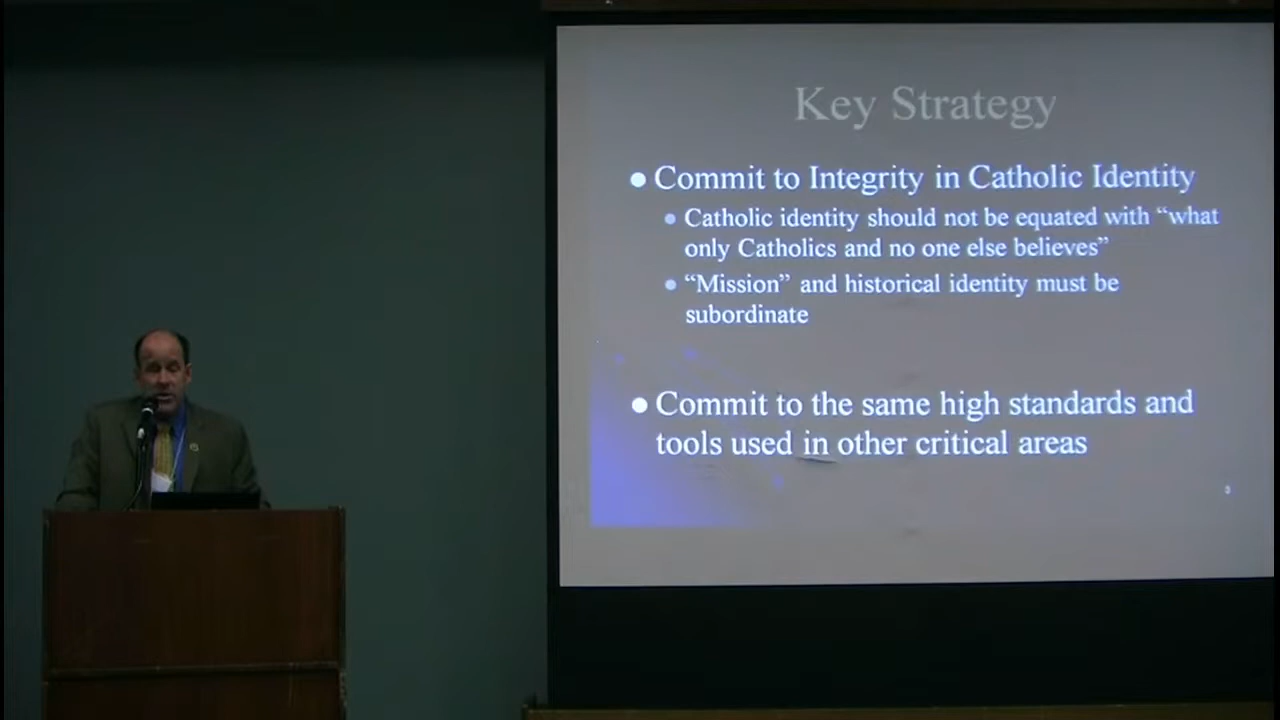 Key Strategy
Commit to Integrity in Catholic Identity
Catholic identity should not be equated with “what
only Catholics and no one else believes”
“Mission” and historical identity must be
subordinate
Commit to the same high standards and
tools used in other critical areas